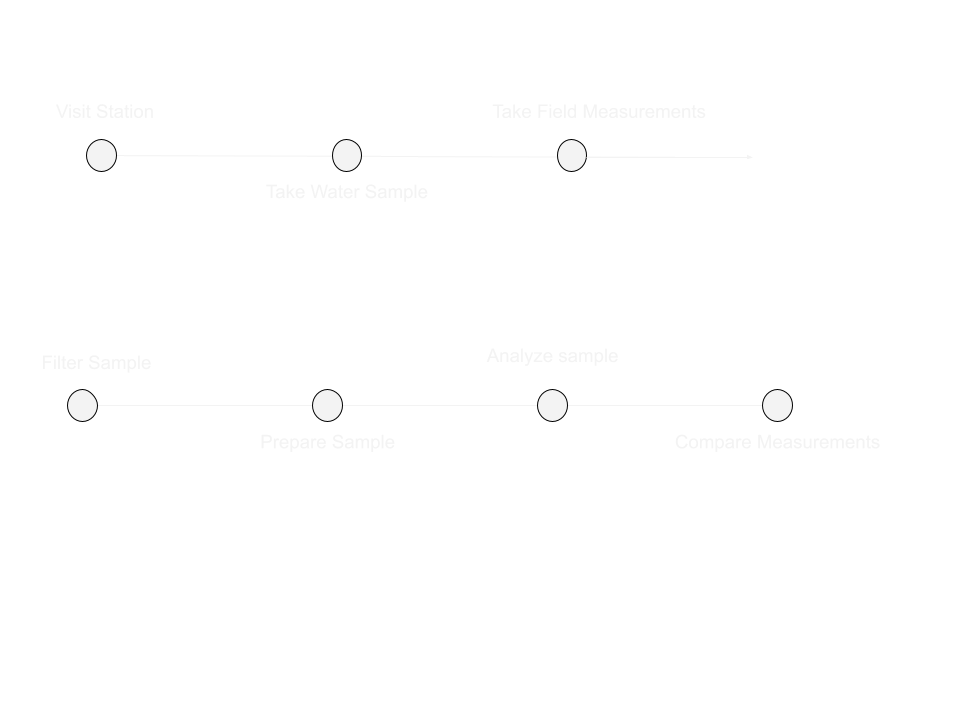 Visit Station
Take Field Measurements
Take Water Sample
Filter Sample
Analyze sample
Prepare Sample
Compare Measurements